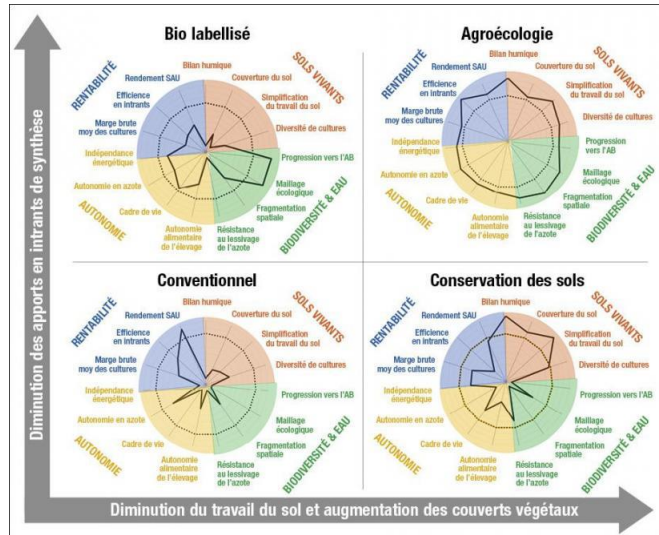 Bio labellisé
RENTABILITÉ
SOLS VIVANTS
Bilan humique
Rendement SAU
Couverture du sol
Efficience
en intrants
Simplification
du travail du sol
Marge brute
moy des cultures
Diversité de cultures
Indépendance
énergétique
Progression vers l'AB
Autonomie en azote
Maillage
écologique
Cadre de vie
Fragmentation
spatiale
Autonomie
alimentaire
de l'élevage
Résistance
au lessivage
de l'azote
AUTONOMIE
BIODIVERSITÉ & EAU
Agroécologie
RENTABILITÉ
SOLS VIVANTS
Bilan humique
Rendement SAU
Couverture du sol
Efficience
en intrants
Simplification
du travail du sol
Marge brute
moy des cultures
Diversité de cultures
Indépendance
énergétique
Progression
vers l'AB
Autonomie en azote
Maillage
écologique
Cadre de vie
Fragmentation
spatiale
Autonomie
alimentaire
de l'élevage
Résistance
au lessivage de
l'azote
AUTONOMIE
BIODIVERSITÉ & EAU
Conventionnel
RENTABILITÉ
SOLS VIVANTS
Bilan humique
Rendement SAU
Couverture du sol
Efficience
en intrants
Simplification
du travail du sol
Marge brute
moy des cultures
Diversité de cultures
Indépendance
énergétique
Progression vers l'AB
Autonomie en azote
Maillage
écologique
Cadre de vie
Fragmentation
spatiale
Autonomie
alimentaire
de l'élevage
Résistance
au lessivage
de l'azote
AUTONOMIE
BIODIVERSITÉ & EAU
Conservation des sols
RENTABILITÉ
SOLS VIVANTS
Bilan humique
Rendement SAU
Couverture du sol
Efficience
en intrants
Simplification
du travail du sol
Marge brute
moy des cultures
Diversité de cultures
Indépendance
énergétique
Progression vers l'AB
Autonomie en azote
Maillage
écologique
Cadre de vie
Fragmentation
spatiale
Autonomie
alimentaire
de l'élevage
Résistance au
lessivage de
l'azote
AUTONOMIE
BIODIVERSITÉ & EAU
Diminution des apports en intrants de synthèse
Diminution du travail du sol et augmentation des couverts végétaux